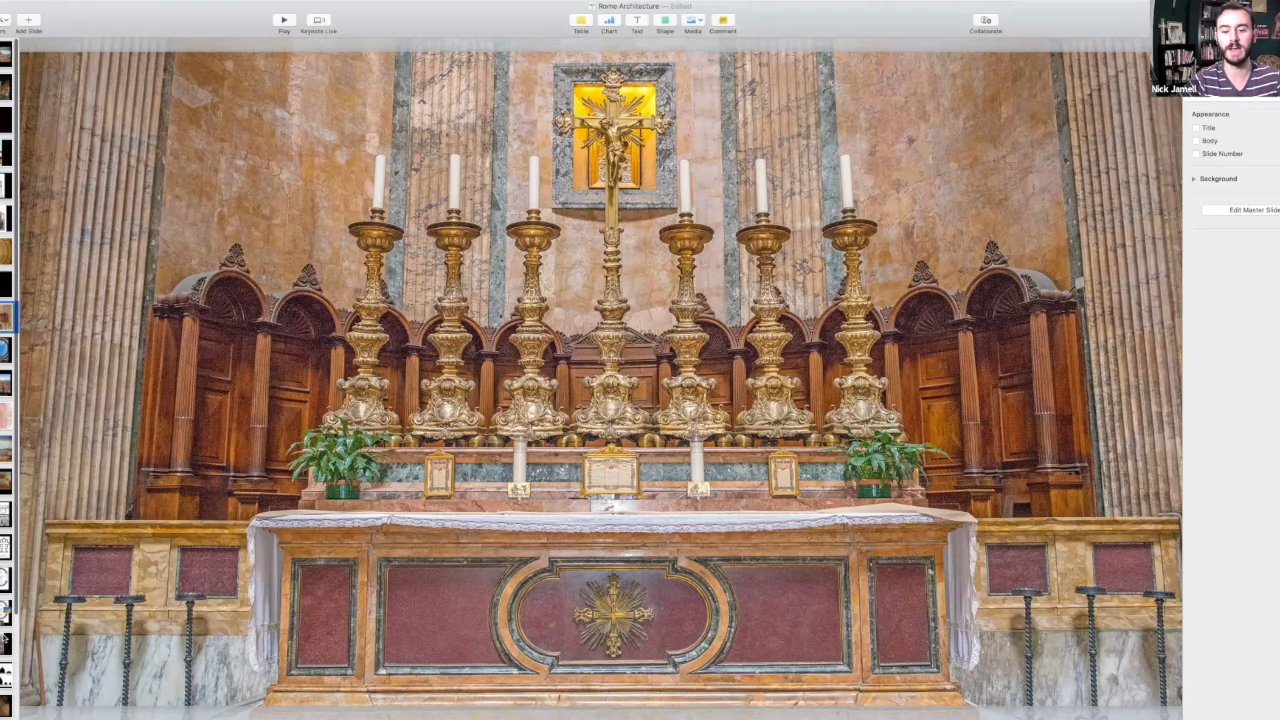 Rome Architecture — Edited
Add Slide
Play
Keynote Live
Table
Chart
Text
Shape
Media
Comment
Collaborate
Nick Jamell
Appearance
Title
Body
Slide Number
Background
Edit Master Slide